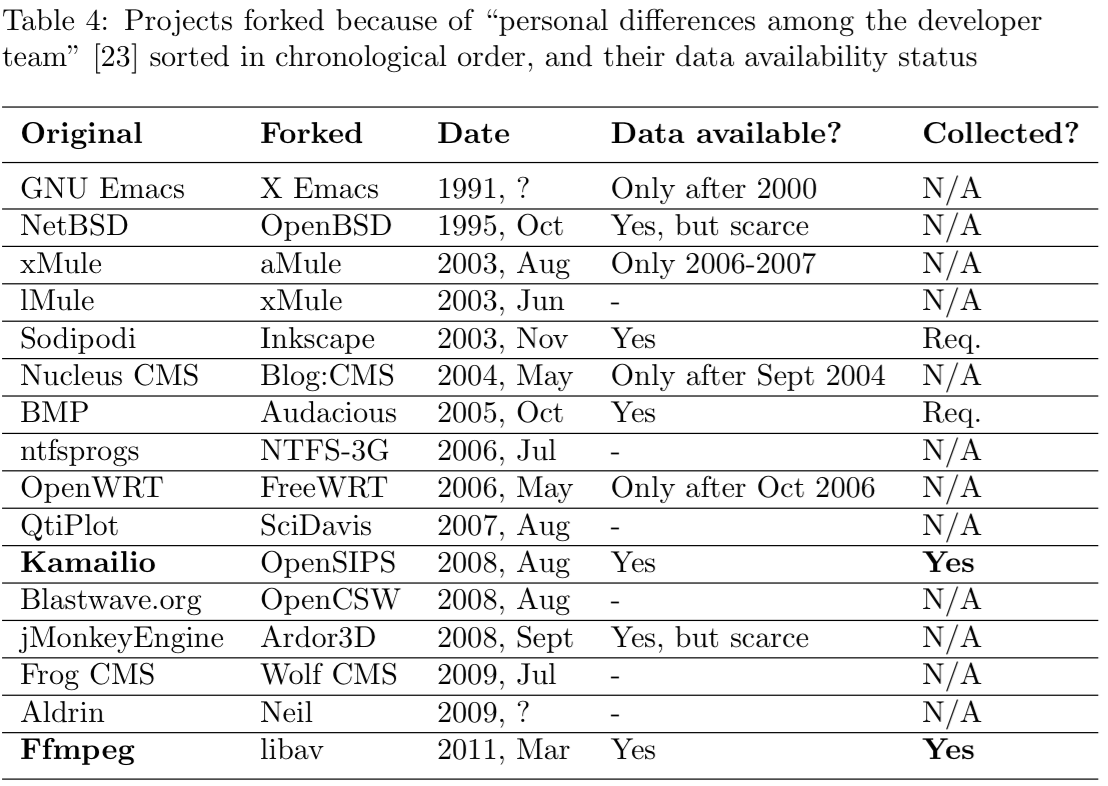 Table 4: Projects forked because of “personal differences among the developer
team” [23] sorted in chronological order, and their data availability status
Original Forked Date Data available? Collected?
GNU Emacs X Emacs 1991, ? Only after 2000 N/A
NetBSD OpenBSD 1995, Oct Yes, but scarce N/A
xMule aMule 2003, Aug Only 2006-2007 N/A
lMule xMule 2003, Jun - N/A
Sodipodi Inkscape 2003, Nov Yes Req.
Nucleus CMS Blog:CMS 2004, May Only after Sept 2004 N/A
BMP Audacious 2005, Oct Yes Req.
ntfsprogs NTFS-3G 2006, Jul - N/A
OpenWRT FreeWRT 2006, May Only after Oct 2006 N/A
QtiPlot SciDavis 2007, Aug - N/A
Kamailio OpenSIPS 2008, Aug Yes Yes
Blastwave.org OpenCSW 2008, Aug - N/A
jMonkeyEngine Ardor3D 2008, Sept Yes, but scarce N/A
Frog CMS Wolf CMS 2009, Jul - N/A
Aldrin Neil 2009, ? - N/A
Ffmpeg libav 2011, Mar Yes Yes